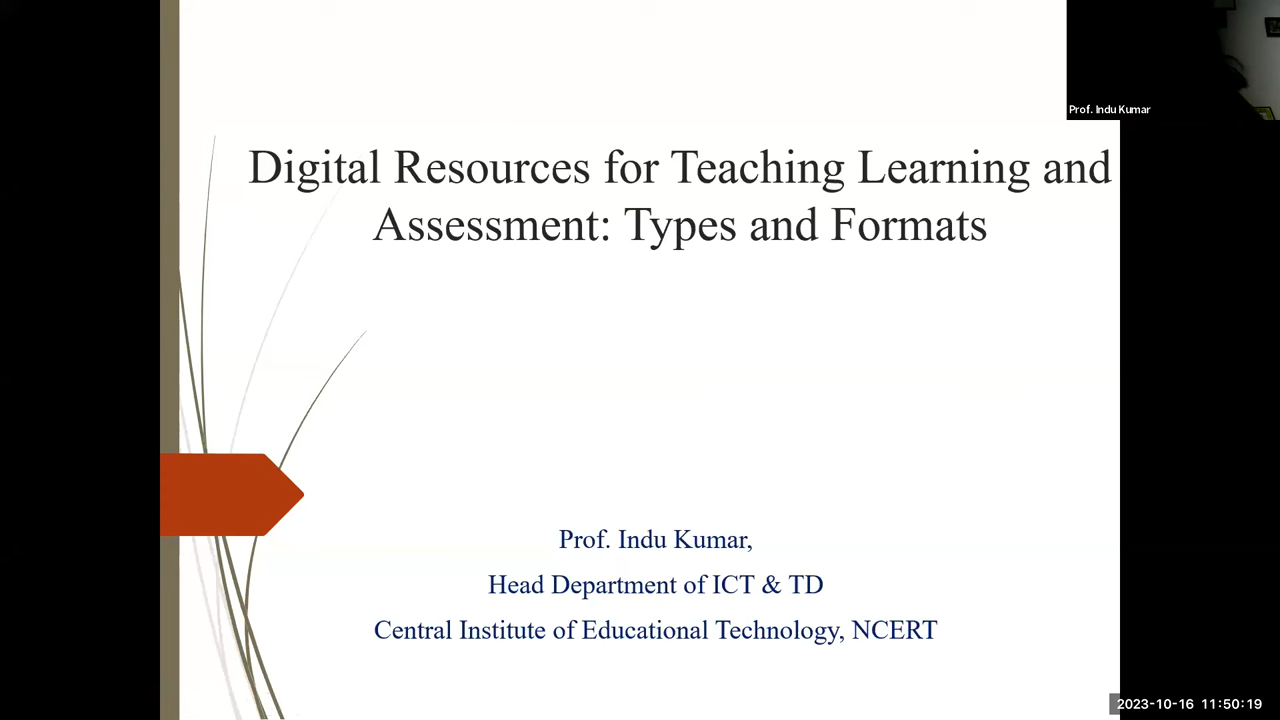 Prof. Indu Kumar
Digital Resources for Teaching Learning and
Assessment: Types and Formats
Prof. Indu Kumar,
Head Department of ICT & TD
Central Institute of Educational Technology, NCERT
2023-10-16 11:50:19